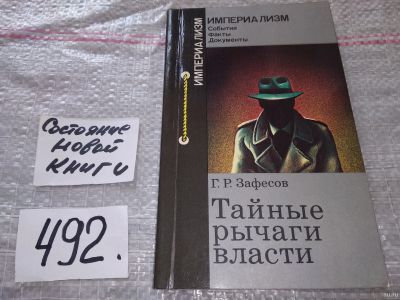 Состояние
новой
книги
492.
ИМПЕРИАЛИЗМ
ИМПЕРИАЛИЗМ
События
Факты
Документы
Г. Р. Зафесов
Тайные
рычаги
власти